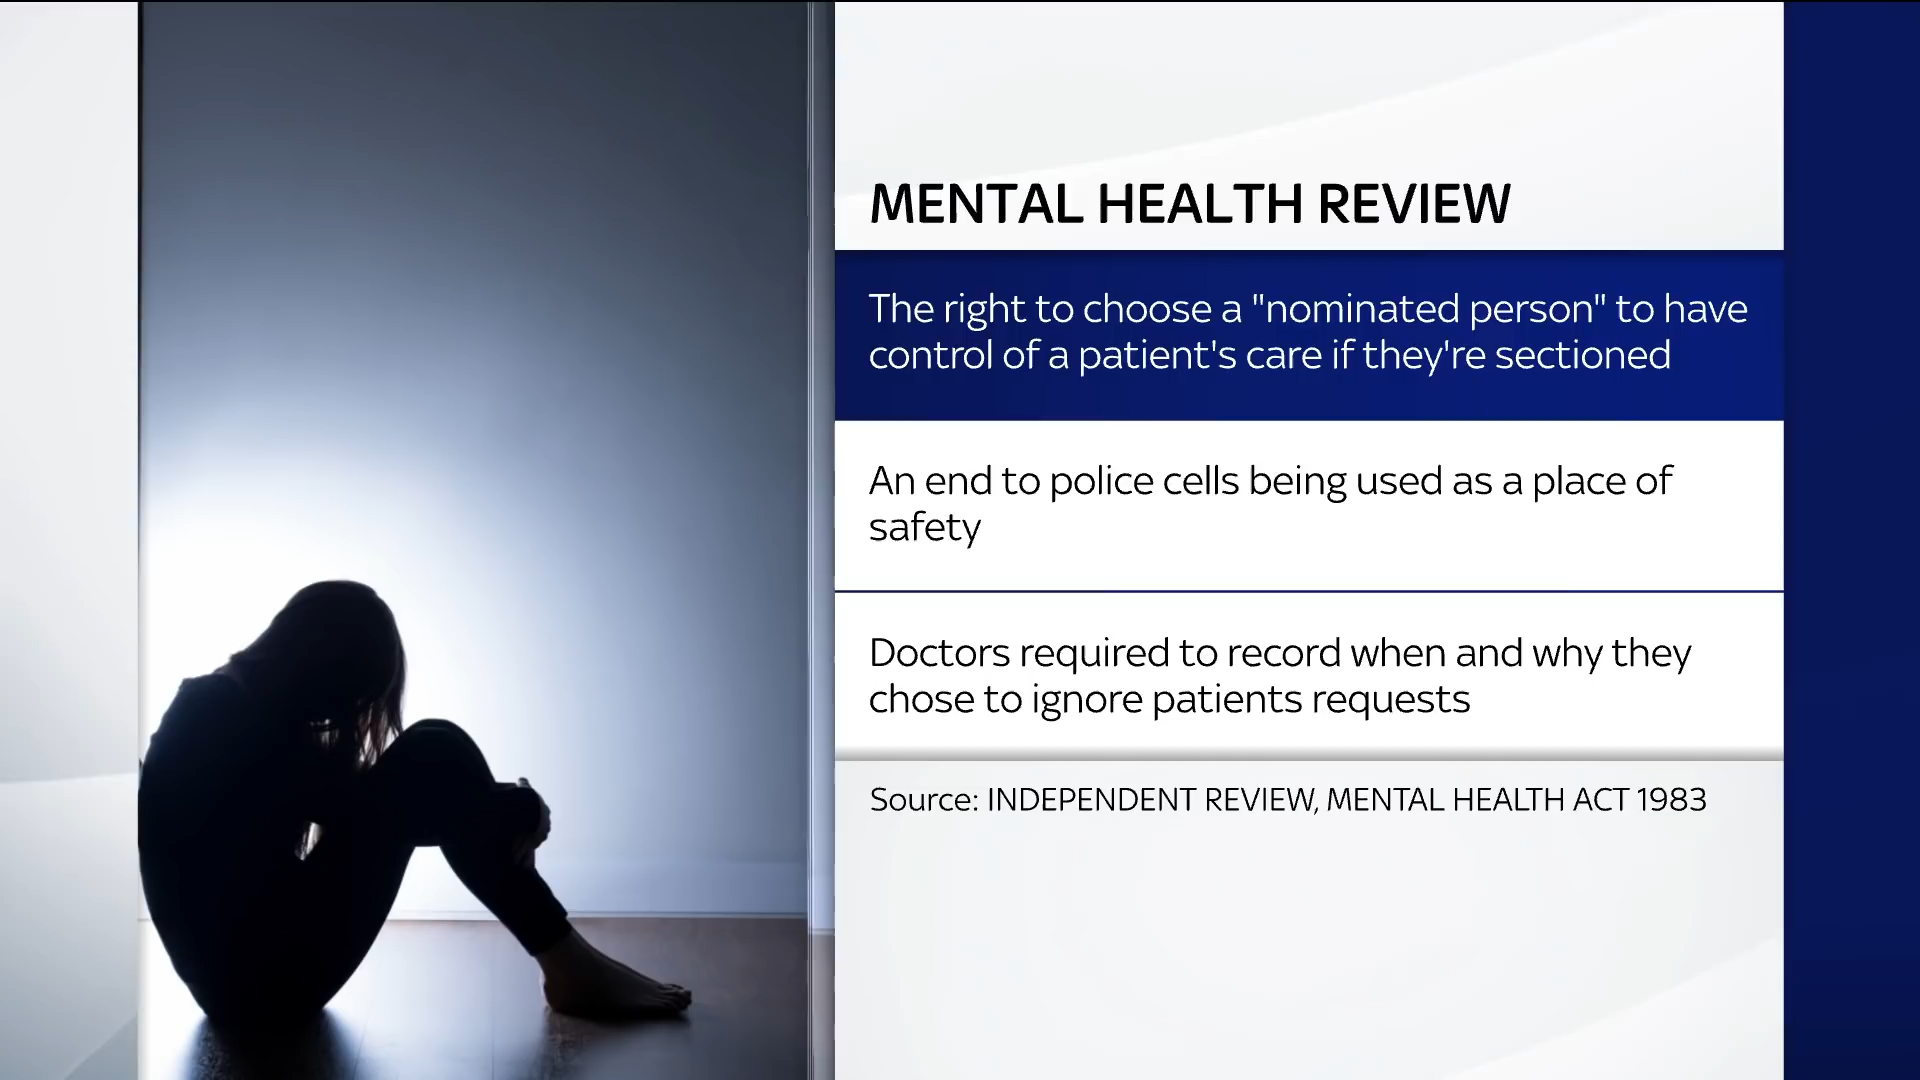 MENTAL HEALTH REVIEW
The right to choose a "nominated person" to have
control of a patient's care if they're sectioned
An end to police cells being used as a place of
safety
Doctors required to record when and why they
chose to ignore patients requests
Source: INDEPENDENT REVIEW, MENTAL HEALTH ACT 1983